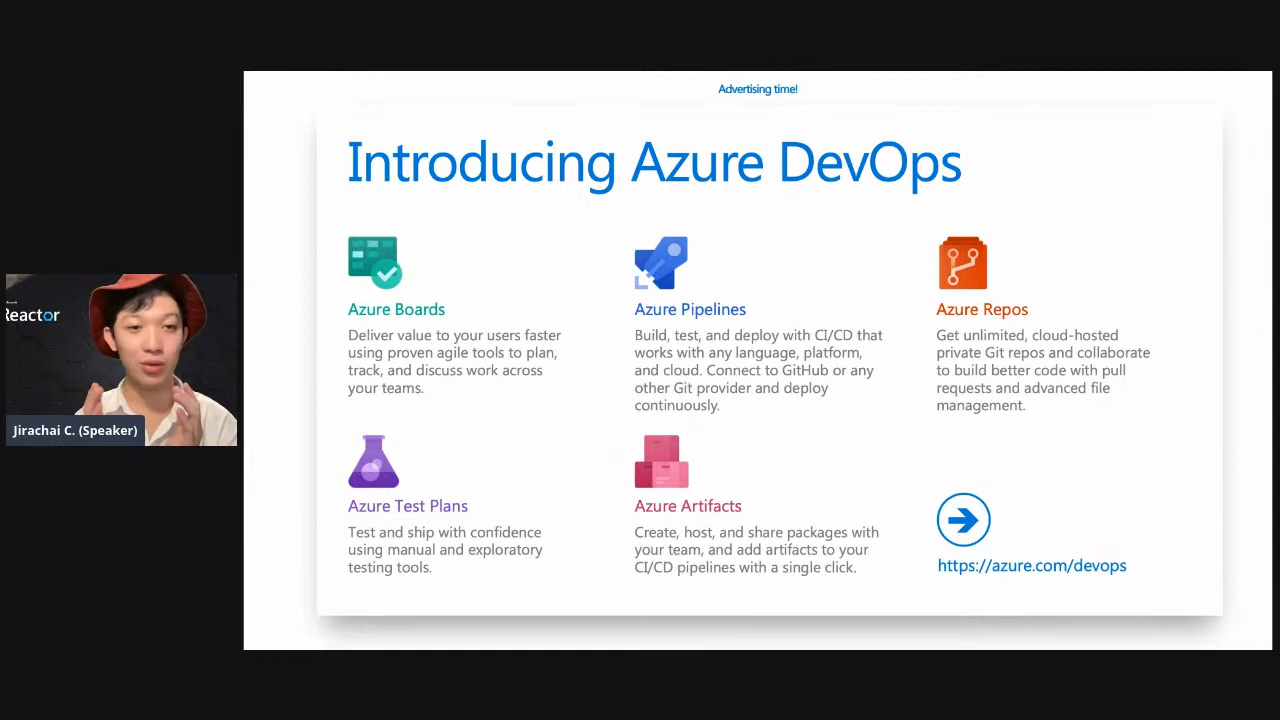 Advertising time!
Introducing Azure DevOps
Azure Boards
Deliver value to your users faster
using proven agile tools to plan,
track, and discuss work across
your teams.
Azure Pipelines
Build, test, and deploy with CI/CD that
works with any language, platform,
and cloud. Connect to GitHub or any
other Git provider and deploy
continuously.
Azure Repos
Get unlimited, cloud-hosted
private Git repos and collaborate
to build better code with pull
requests and advanced file
management.
Azure Test Plans
Test and ship with confidence
using manual and exploratory
testing tools.
Azure Artifacts
Create, host, and share packages with
your team, and add artifacts to your
CI/CD pipelines with a single click.
https://azure.com/devops
Reactor
Jirachai C. (Speaker)